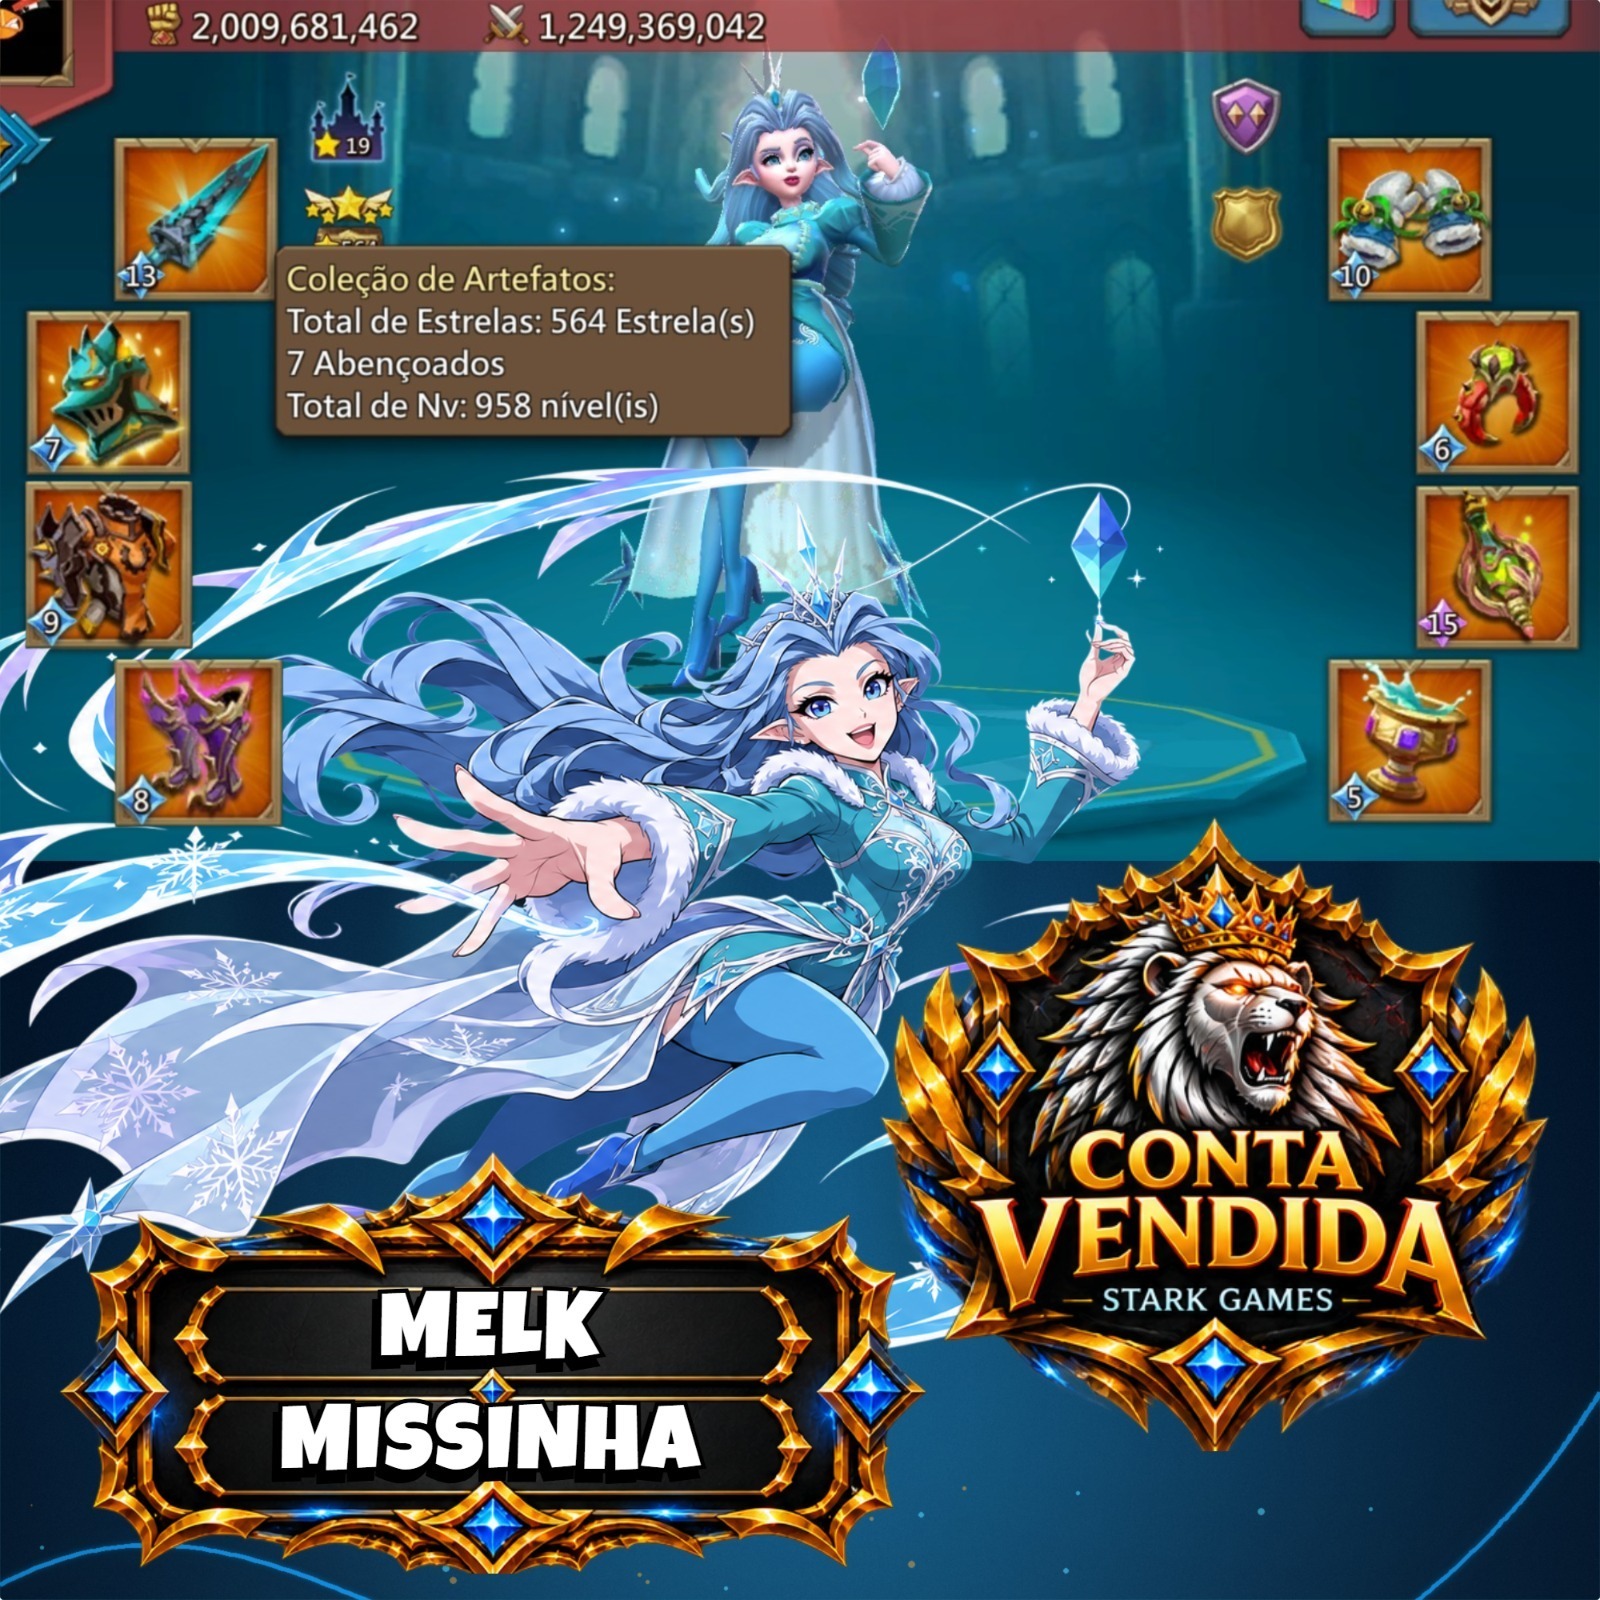 2,009,681,462
1,249,369,042
19
13
10
Coleção de Artefatos:
Total de Estrelas: 564 Estrela(s)
7 Abençoados
Total de Nv: 958 nível(is)
7
6
9
15
8
5
CONTA
VENDIDA
STARK GAMES
MELK
MISSINHA